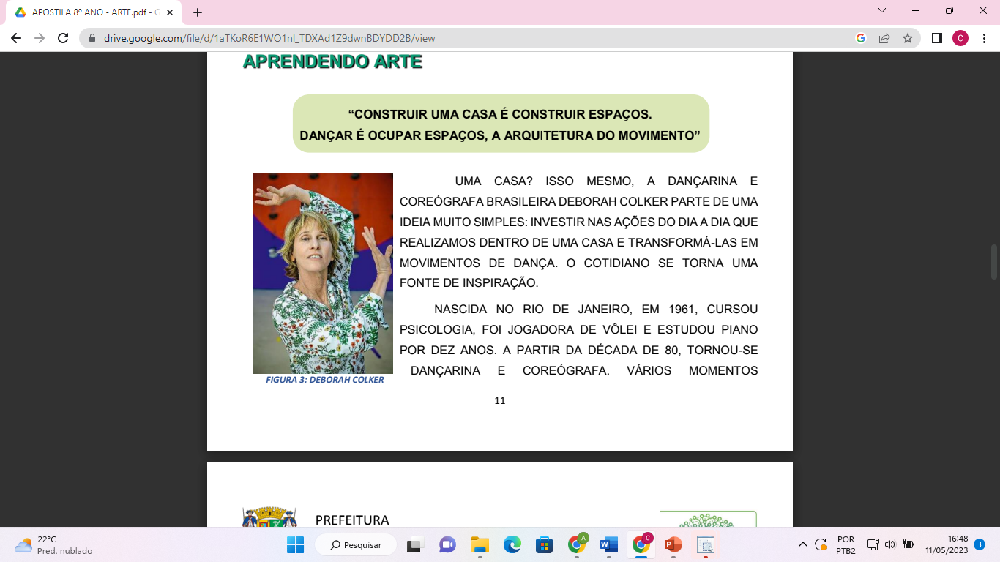 APOSTILA 8º ANO - ARTE.pdf - G
drive.google.com/file/d/1aTKoR6E1WO1nI_TDXAd1Z9dwnBDYDD2B/view
C
APRENDENDO ARTE
“CONSTRUIR UMA CASA É CONSTRUIR ESPAÇOS.
DANÇAR É OCUPAR ESPAÇOS, A ARQUITETURA DO MOVIMENTO”
UMA CASA? ISSO MESMO, A DANÇARINA E
COREÓGRAFA BRASILEIRA DEBORAH COLKER PARTE DE UMA
IDEIA MUITO SIMPLES: INVESTIR NAS AÇÕES DO DIA A DIA QUE
REALIZAMOS DENTRO DE UMA CASA E TRANSFORMÁ-LAS EM
MOVIMENTOS DE DANÇA. O COTIDIANO SE TORNA UMA
FONTE DE INSPIRAÇÃO.
NASCIDA NO RIO DE JANEIRO, EM 1961, CURSOU
PSICOLOGIA, FOI JOGADORA DE VÔLEI E ESTUDOU PIANO
POR DEZ ANOS. A PARTIR DA DÉCADA DE 80, TORNOU-SE
DANÇARINA E COREÓGRAFA. VÁRIOS MOMENTOS
FIGURA 3: DEBORAH COLKER
11
PREFEITURA
22°C
Pred. nublado
Pesquisar
A
W
C
P
POR
PTB2
16:48
11/05/2023
3